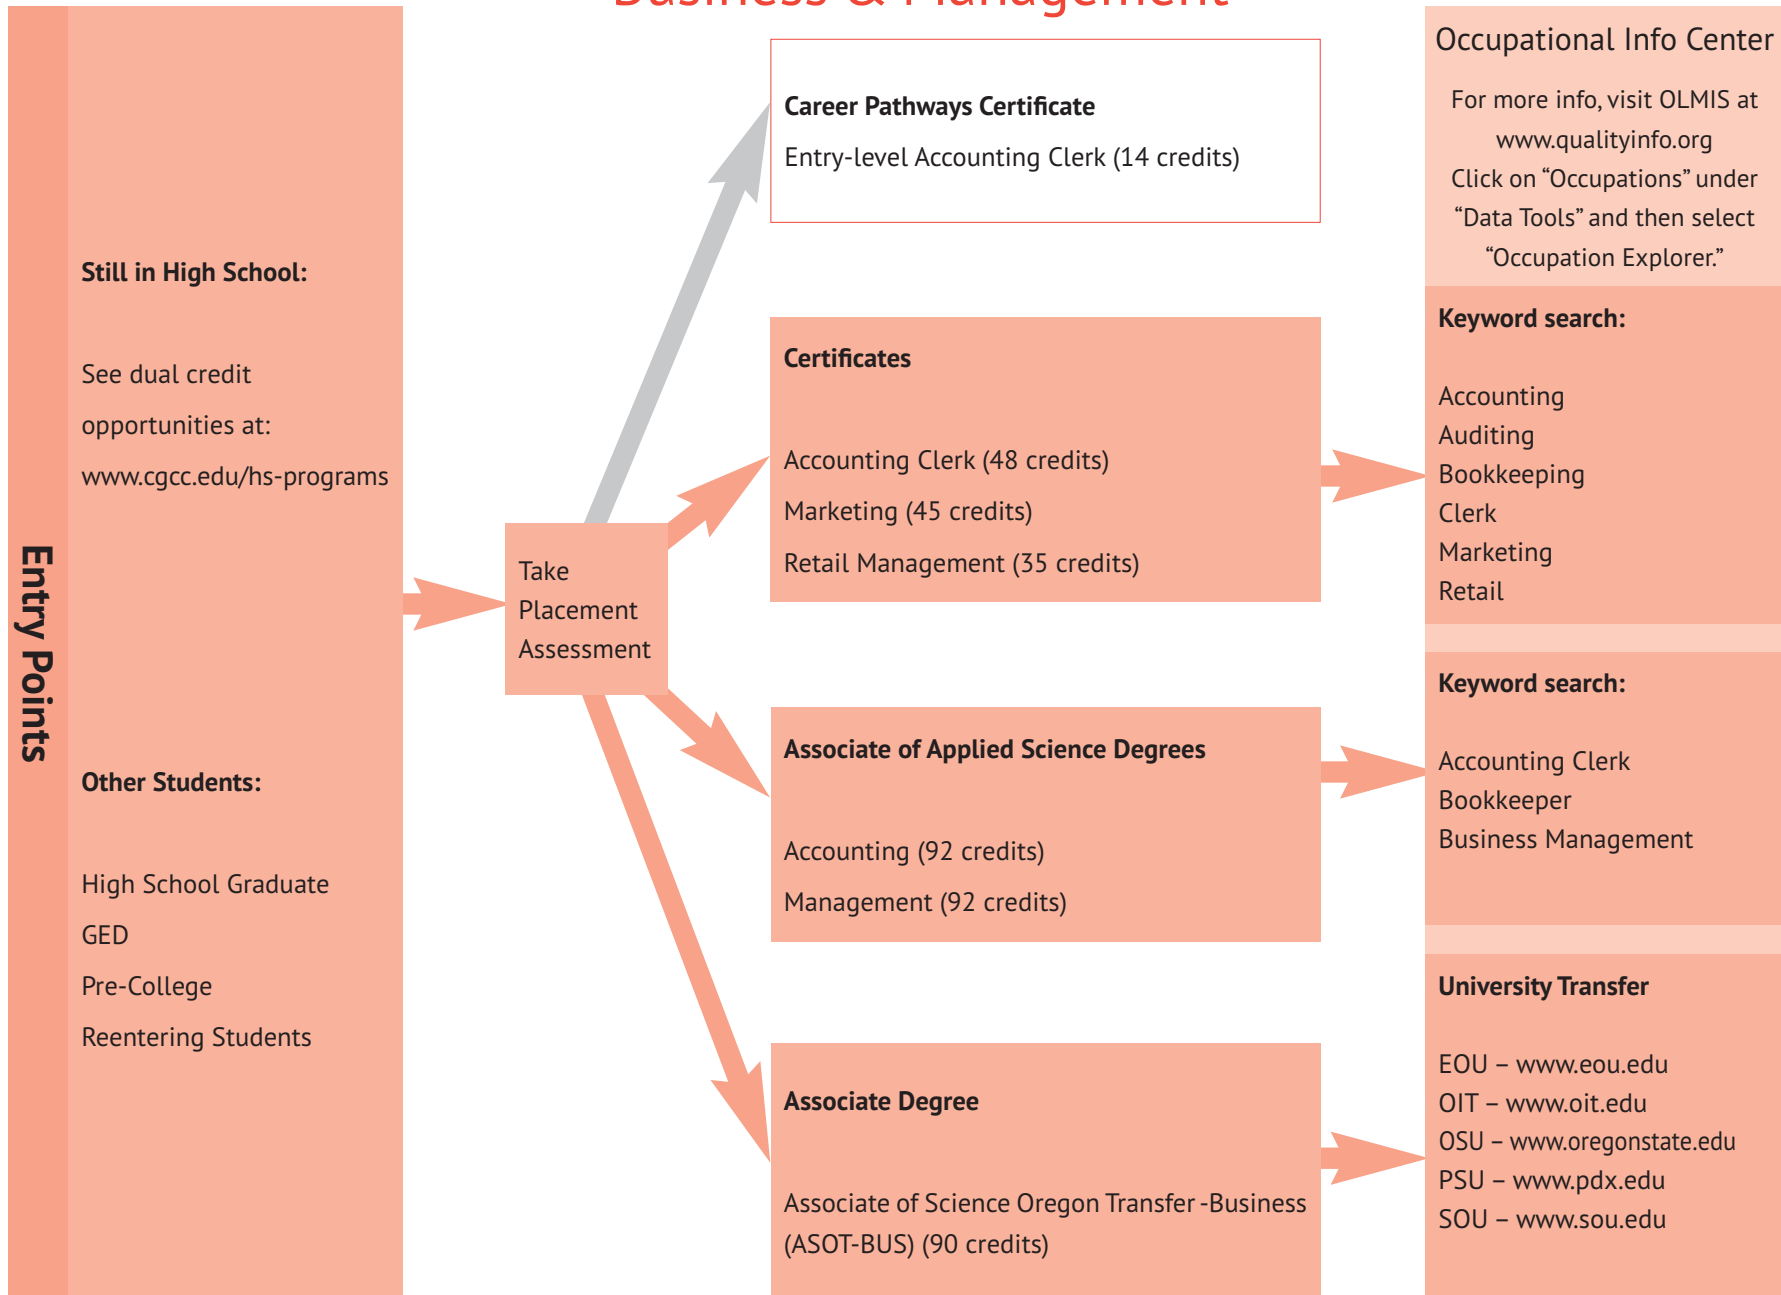 Business & Management
Entry Points
Still in High School:
See dual credit
opportunities at:
www.cgcc.edu/hs-programs
Other Students:
High School Graduate
GED
Pre-College
Reentering Students
Take
Placement
Assessment
Career Pathways Certificate
Entry-level Accounting Clerk (14 credits)
Certificates
Accounting Clerk (48 credits)
Marketing (45 credits)
Retail Management (35 credits)
Associate of Applied Science Degrees
Accounting (92 credits)
Management (92 credits)
Associate Degree
Associate of Science Oregon Transfer -Business
(ASOT-BUS) (90 credits)
Occupational Info Center
For more info, visit OLMIS at
www.qualityinfo.org
Click on “Occupations” under
“Data Tools” and then select
“Occupation Explorer.”
Keyword search:
Accounting
Auditing
Bookkeeping
Clerk
Marketing
Retail
Keyword search:
Accounting Clerk
Bookkeeper
Business Management
University Transfer
EOU – www.eou.edu
OIT – www.oit.edu
OSU – www.oregonstate.edu
PSU – www.pdx.edu
SOU – www.sou.edu